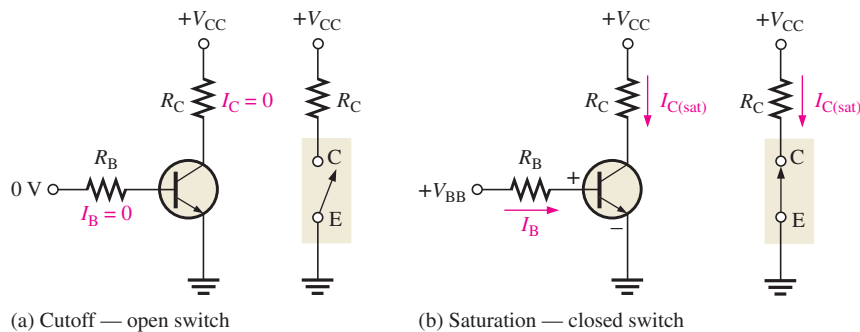 +V_CC
+V_CC
+V_CC
+V_CC
R_C
I_C = 0
R_C
R_C
I_C(sat)
R_C
I_C(sat)
R_B
C
R_B
C
0 V
+V_BB
+
I_B = 0
E
I_B
–
E
(a) Cutoff — open switch
(b) Saturation — closed switch